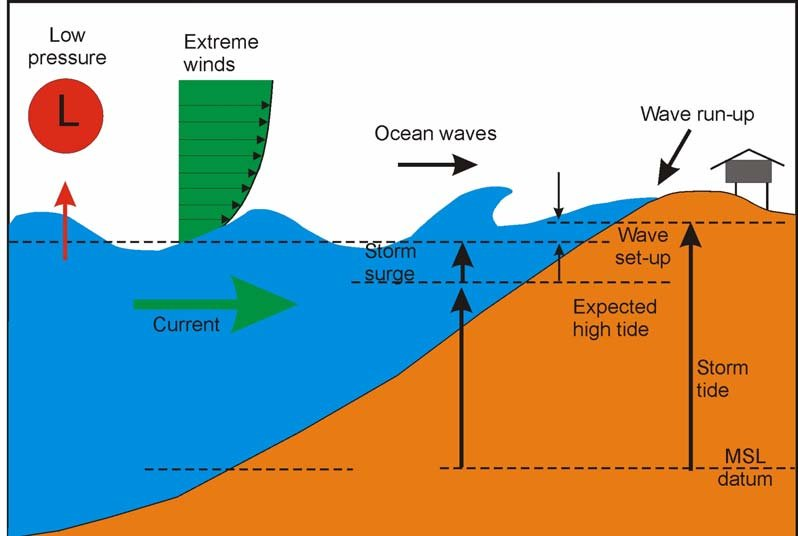 Low
pressure
L
Extreme
winds
Ocean waves
Wave run-up
Storm
surge
Wave
set-up
Current
Expected
high tide
Storm
tide
MSL
datum